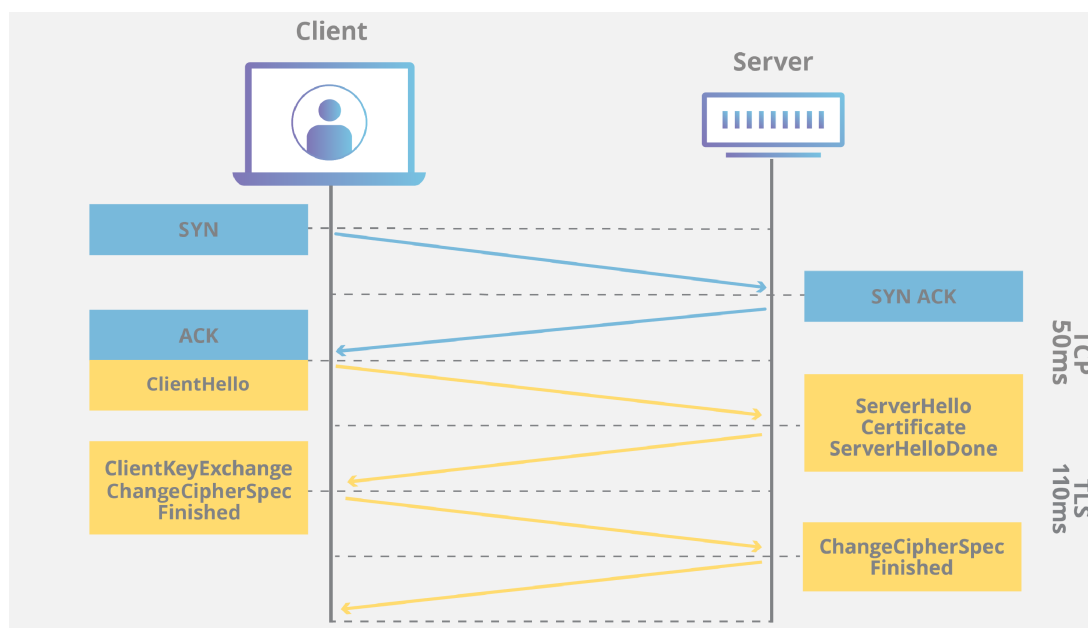 Client
Server
SYN
SYN ACK
ACK
ClientHello
TCP
50ms
ServerHello
Certificate
ServerHelloDone
ClientKeyExchange
ChangeCipherSpec
Finished
TLS
110ms
ChangeCipherSpec
Finished